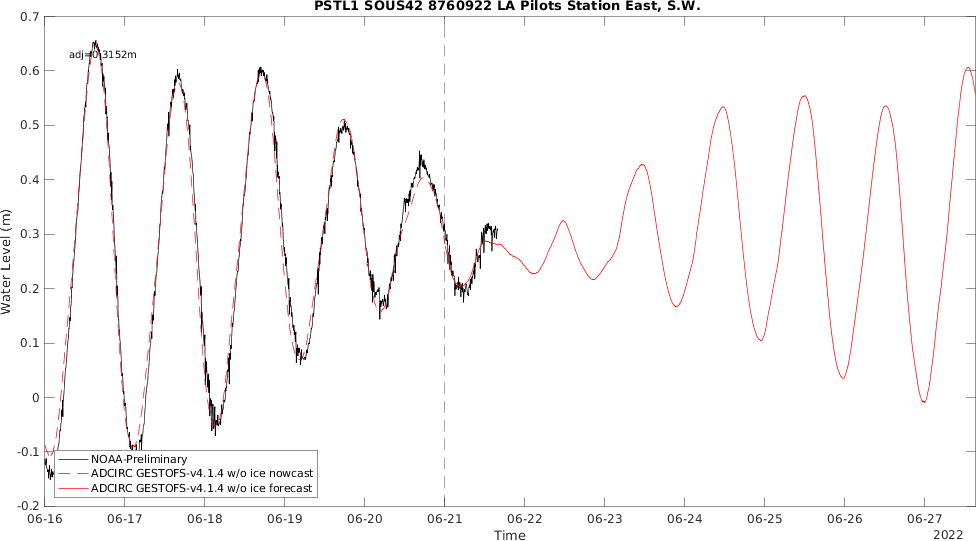 PSTL1 SOUS42 8760922 LA Pilots Station East, S.W.
0.7
adj=0.3152m
0.6
0.5
0.4
0.3
0.2
0.1
0
-0.1
-0.2
Water Level (m)
NOAA-Preliminary
ADCIRC GESTOFS-v4.1.4 w/o ice nowcast
ADCIRC GESTOFS-v4.1.4 w/o ice forecast
06-16 06-17 06-18 06-19 06-20 06-21 06-22 06-23 06-24 06-25 06-26 06-27
Time
2022